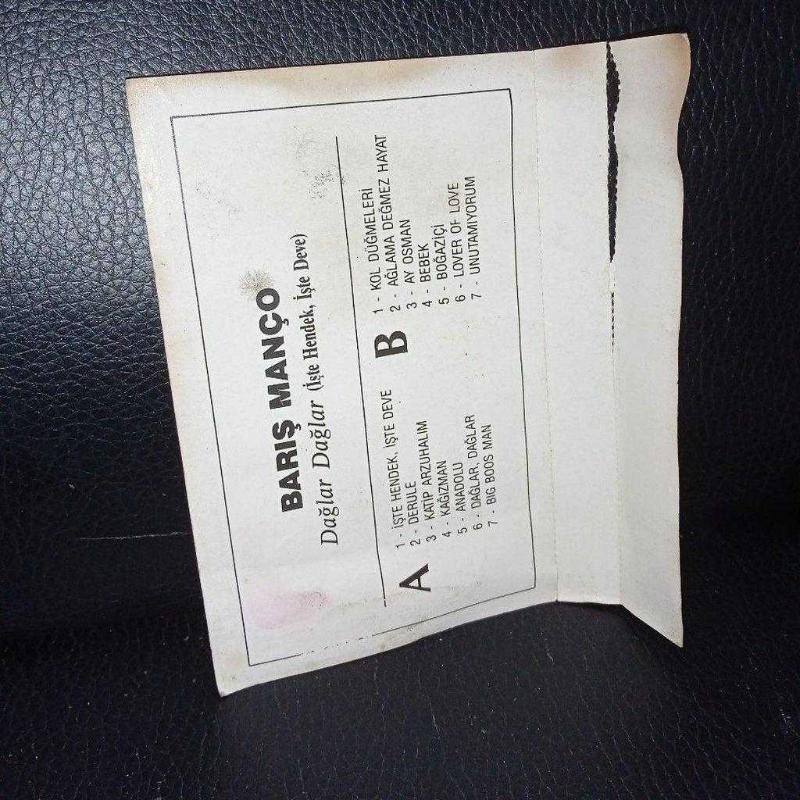 BARIŞ MANÇO
Dağlar Dağlar (İşte Hendek, İşte Deve)
A
1 - İŞTE HENDEK, İŞTE DEVE
2 - DERULE
3 - KATİP ARZUHALIM
4 - KAĞIZMAN
5 - ANADOLU
6 - DAĞLAR, DAĞLAR
7 - BIG BOOS MAN
B
1 - KOL DÜĞMELERİ
2 - AĞLAMA DEĞMEZ HAYAT
3 - AY OSMAN
4 - BEBEK
5 - BOĞAZİÇİ
6 - LOVER OF LOVE
7 - UNUTAMIYORUM